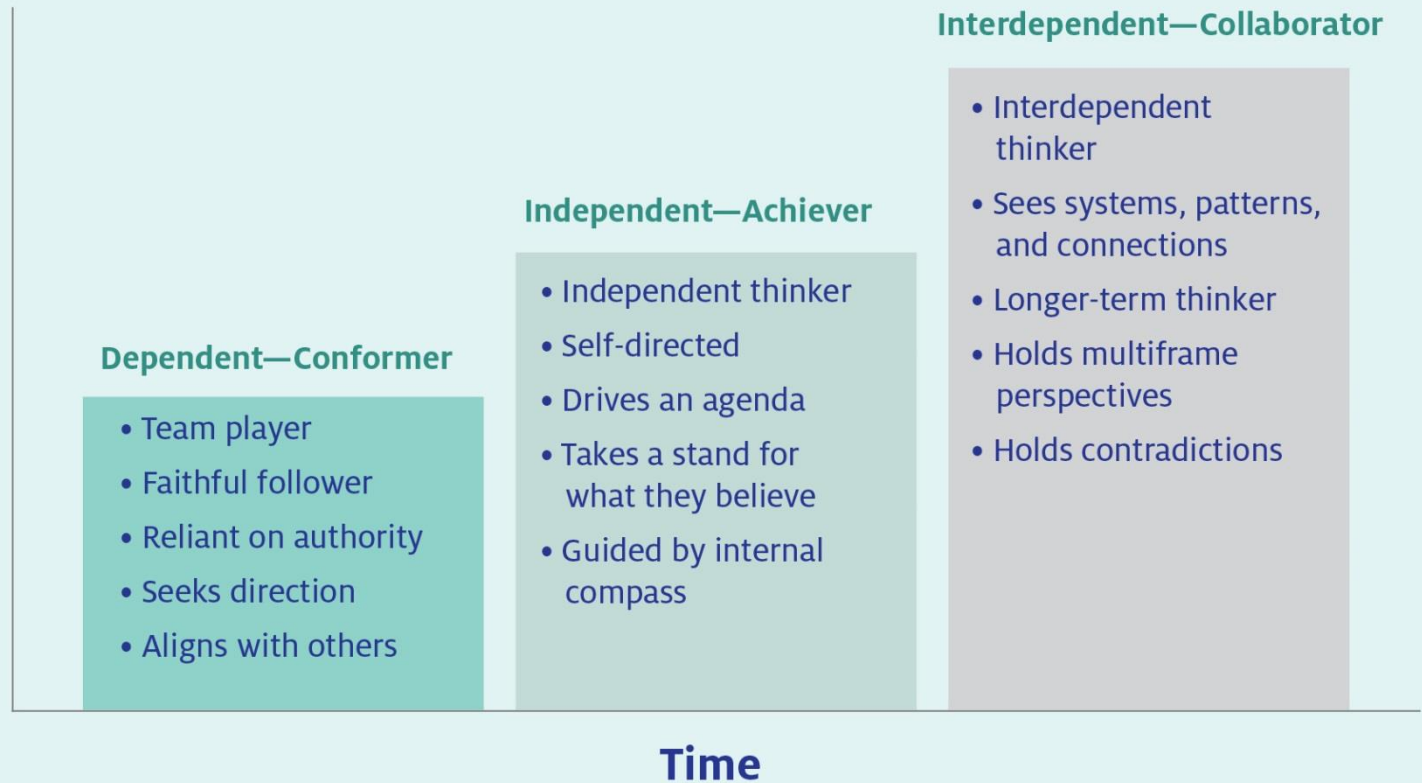 Dependent—Conformer
• Team player
• Faithful follower
• Reliant on authority
• Seeks direction
• Aligns with others
Independent—Achiever
• Independent thinker
• Self-directed
• Drives an agenda
• Takes a stand for
what they believe
• Guided by internal
compass
Interdependent—Collaborator
• Interdependent
thinker
• Sees systems, patterns,
and connections
• Longer-term thinker
• Holds multiframe
perspectives
• Holds contradictions
Time